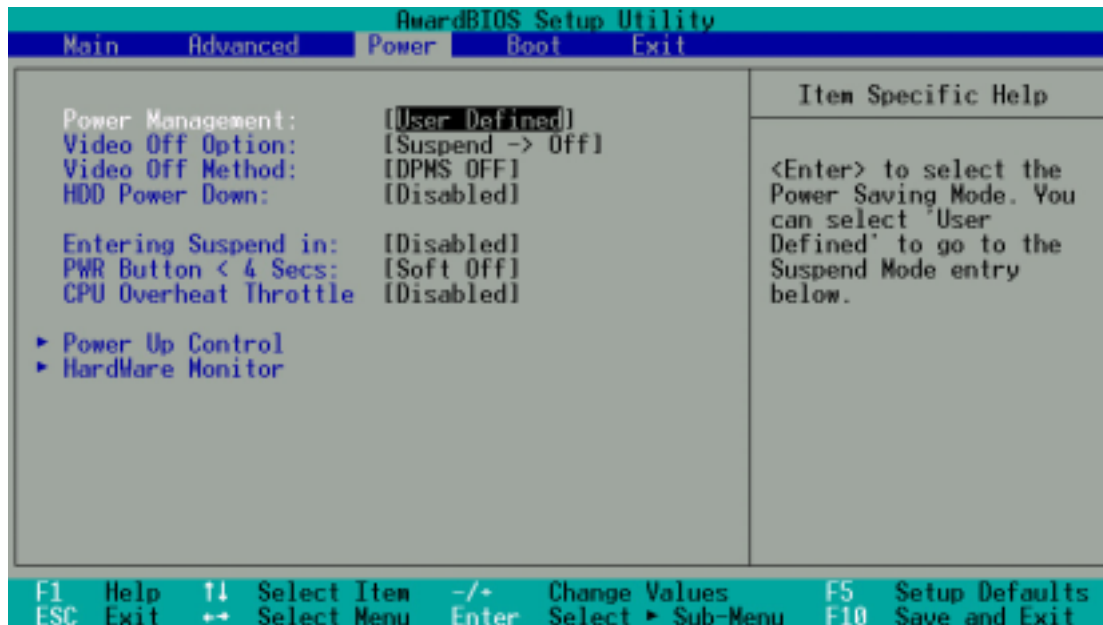 AwardBIOS Setup Utility
Main Advanced Power Boot Exit
Power Management: [User Defined]
Video Off Option: [Suspend -> Off]
Video Off Method: [DPMS OFF]
HDD Power Down: [Disabled]
Entering Suspend in: [Disabled]
PWR Button < 4 Secs: [Soft Off]
CPU Overheat Throttle [Disabled]
▸ Power Up Control
▸ HardWare Monitor
Item Specific Help
<Enter> to select the
Power Saving Mode. You
can select 'User
Defined' to go to the
Suspend Mode entry
below.
F1 Help ↑↓ Select Item -/+ Change Values F5 Setup Defaults
ESC Exit ←→ Select Menu Enter Select ▸ Sub-Menu F10 Save and Exit